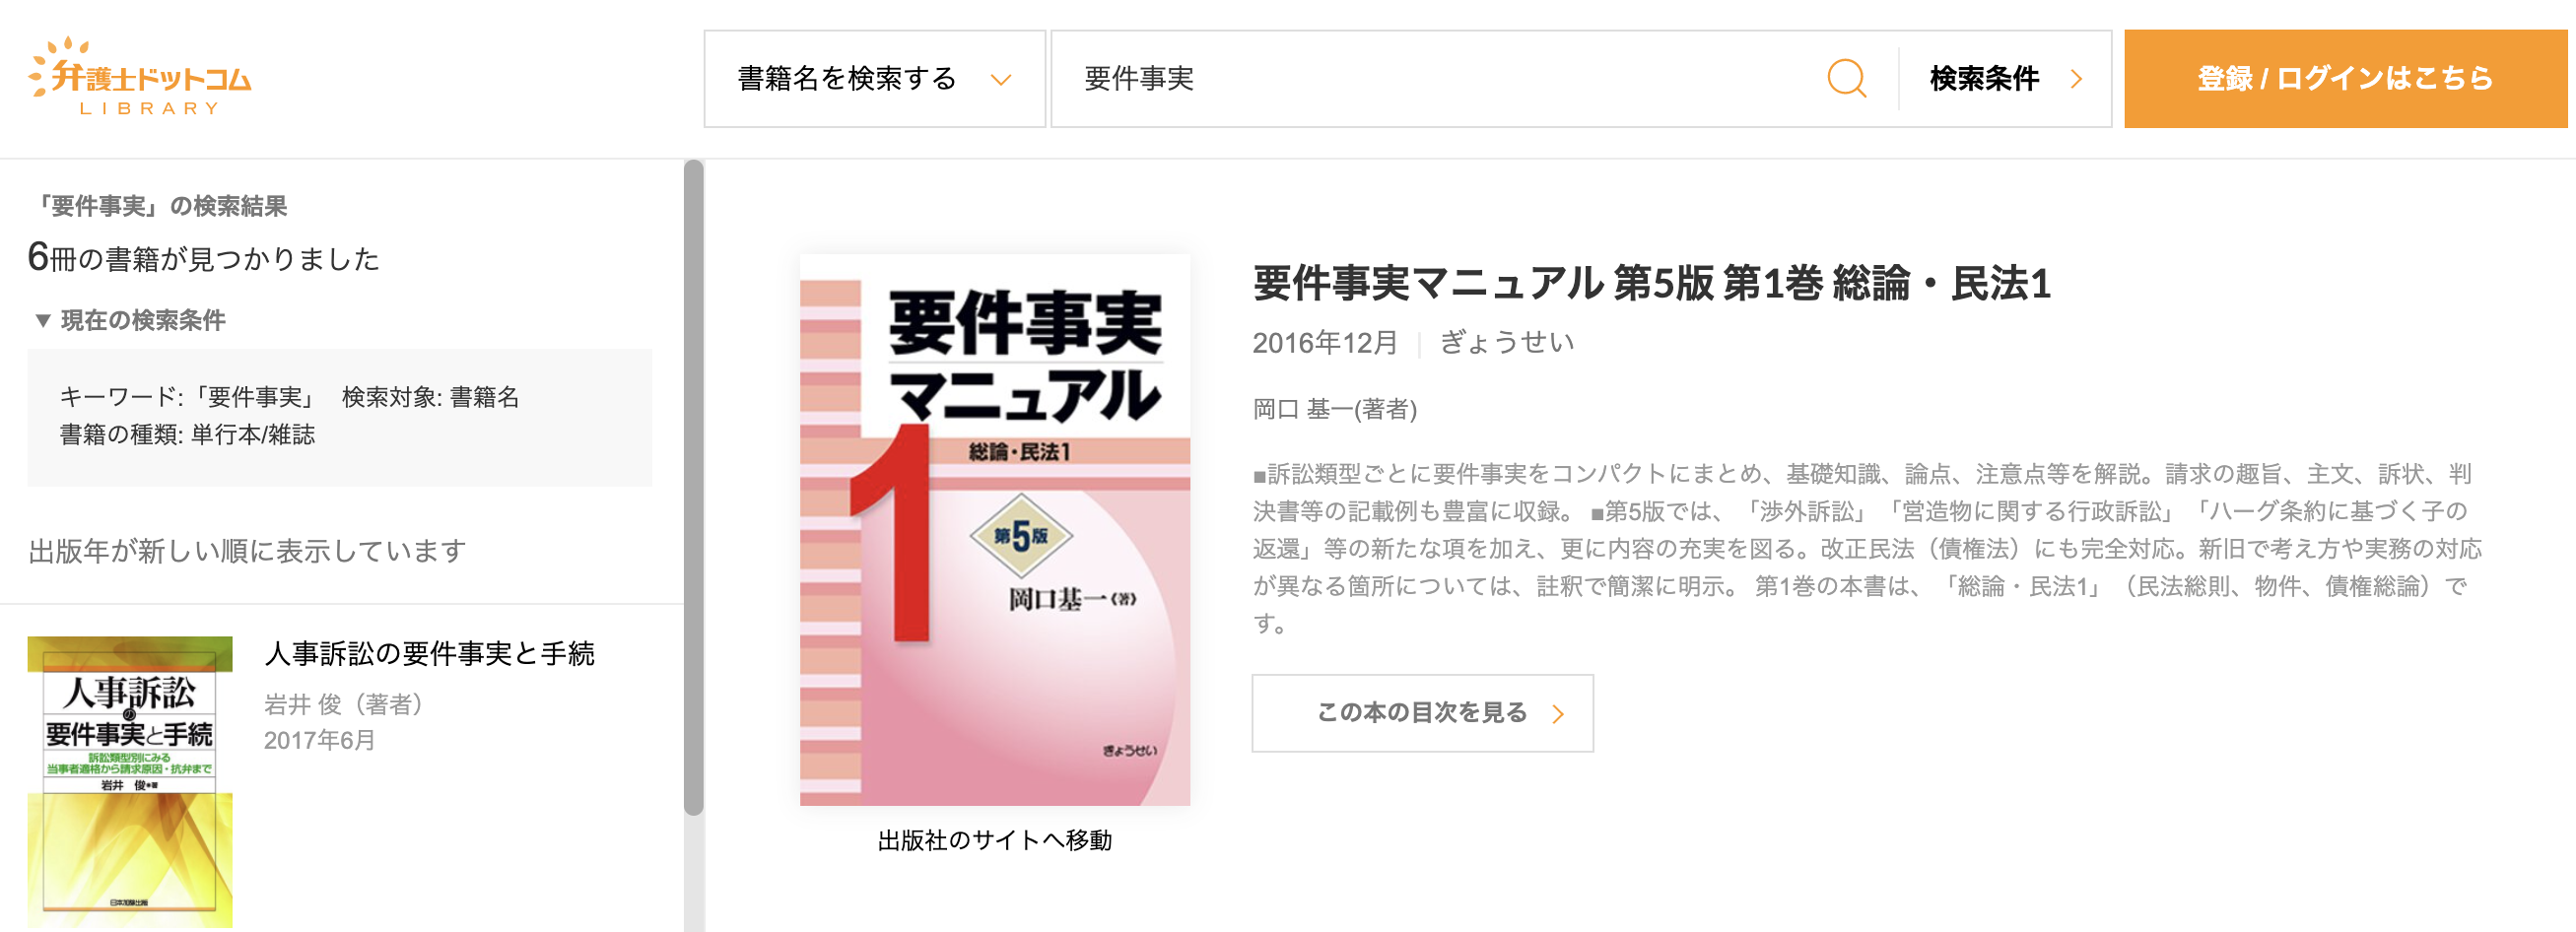 弁護士ドットコム
LIBRARY
書籍名を検索する
要件事実
検索条件
登録 / ログインはこちら
「要件事実」の検索結果
6冊の書籍が見つかりました
▼ 現在の検索条件
キーワード:「要件事実」 検索対象: 書籍名
書籍の種類: 単行本/雑誌
出版年が新しい順に表示しています
人事訴訟
の
要件事実と手続
訴訟類型別にみる
当事者適格から請求原因・抗弁まで
岩井 俊●著
日本加除出版
人事訴訟の要件事実と手続
岩井 俊（著者）
2017年6月
要件事実
マニュアル
1
総論・民法1
第5版
岡口基一《著》
ぎょうせい
出版社のサイトへ移動
要件事実マニュアル 第5版 第1巻 総論・民法1
2016年12月 | ぎょうせい
岡口 基一(著者)
■訴訟類型ごとに要件事実をコンパクトにまとめ、基礎知識、論点、注意点等を解説。請求の趣旨、主文、訴状、判
決書等の記載例も豊富に収録。 ■第5版では、「渉外訴訟」「営造物に関する行政訴訟」「ハーグ条約に基づく子の
返還」等の新たな項を加え、更に内容の充実を図る。改正民法（債権法）にも完全対応。新旧で考え方や実務の対応
が異なる箇所については、註釈で簡潔に明示。 第1巻の本書は、「総論・民法1」（民法総則、物件、債権総論）で
す。
この本の目次を見る